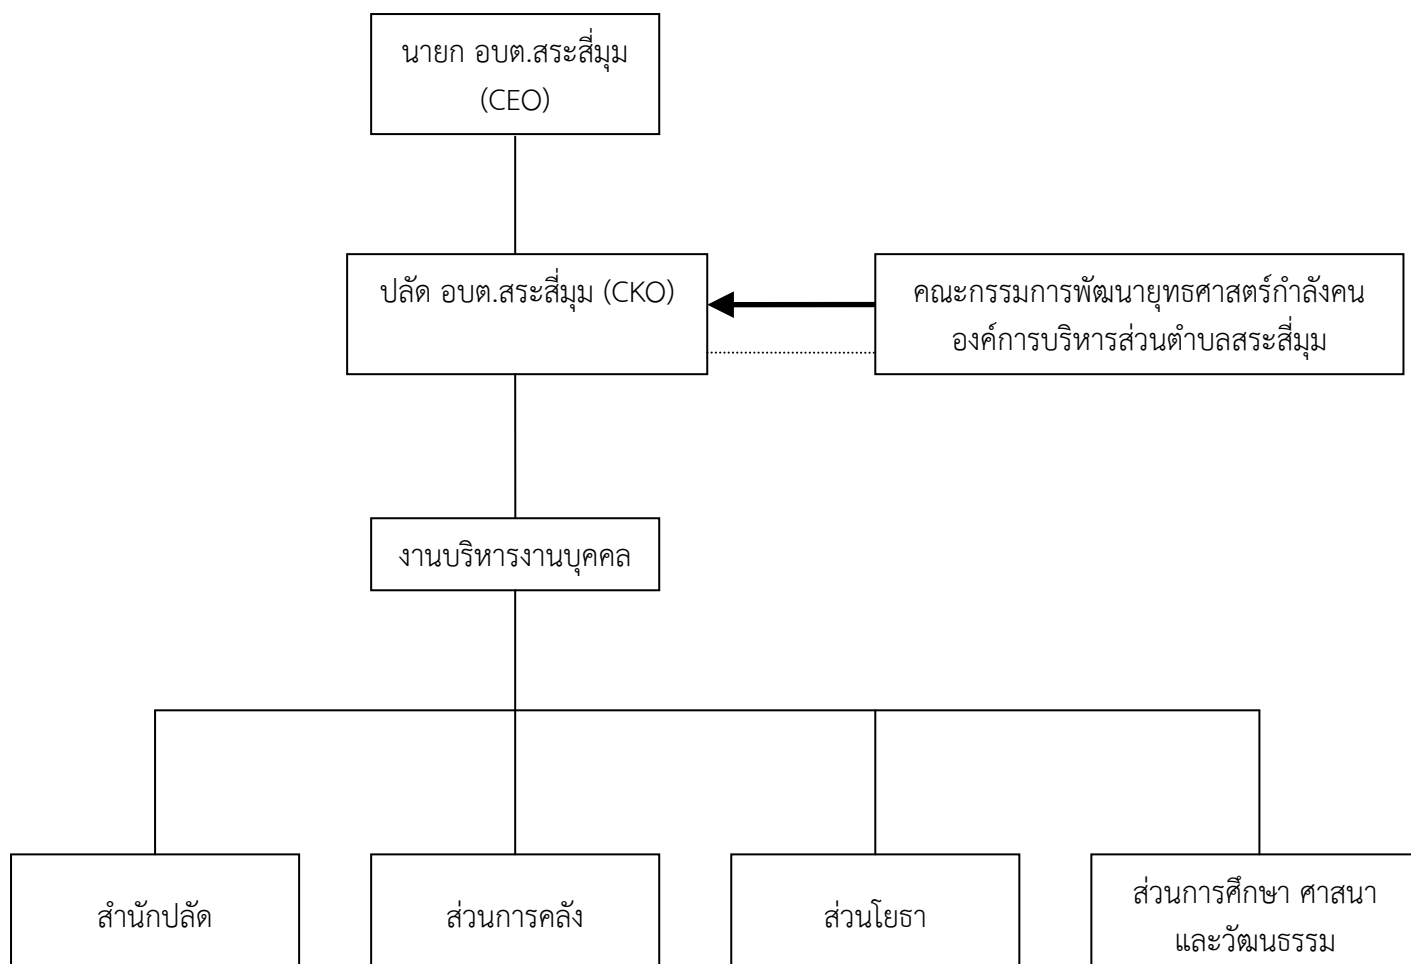 นายก อบต.สระสี่มุม
(CEO)
ปลัด อบต.สระสี่มุม (CKO)
คณะกรรมการพัฒนายุทธศาสตร์กำลังคน
องค์การบริหารส่วนตำบลสระสี่มุม
งานบริหารงานบุคคล
สำนักปลัด
ส่วนการคลัง
ส่วนโยธา
ส่วนการศึกษา ศาสนา
และวัฒนธรรม